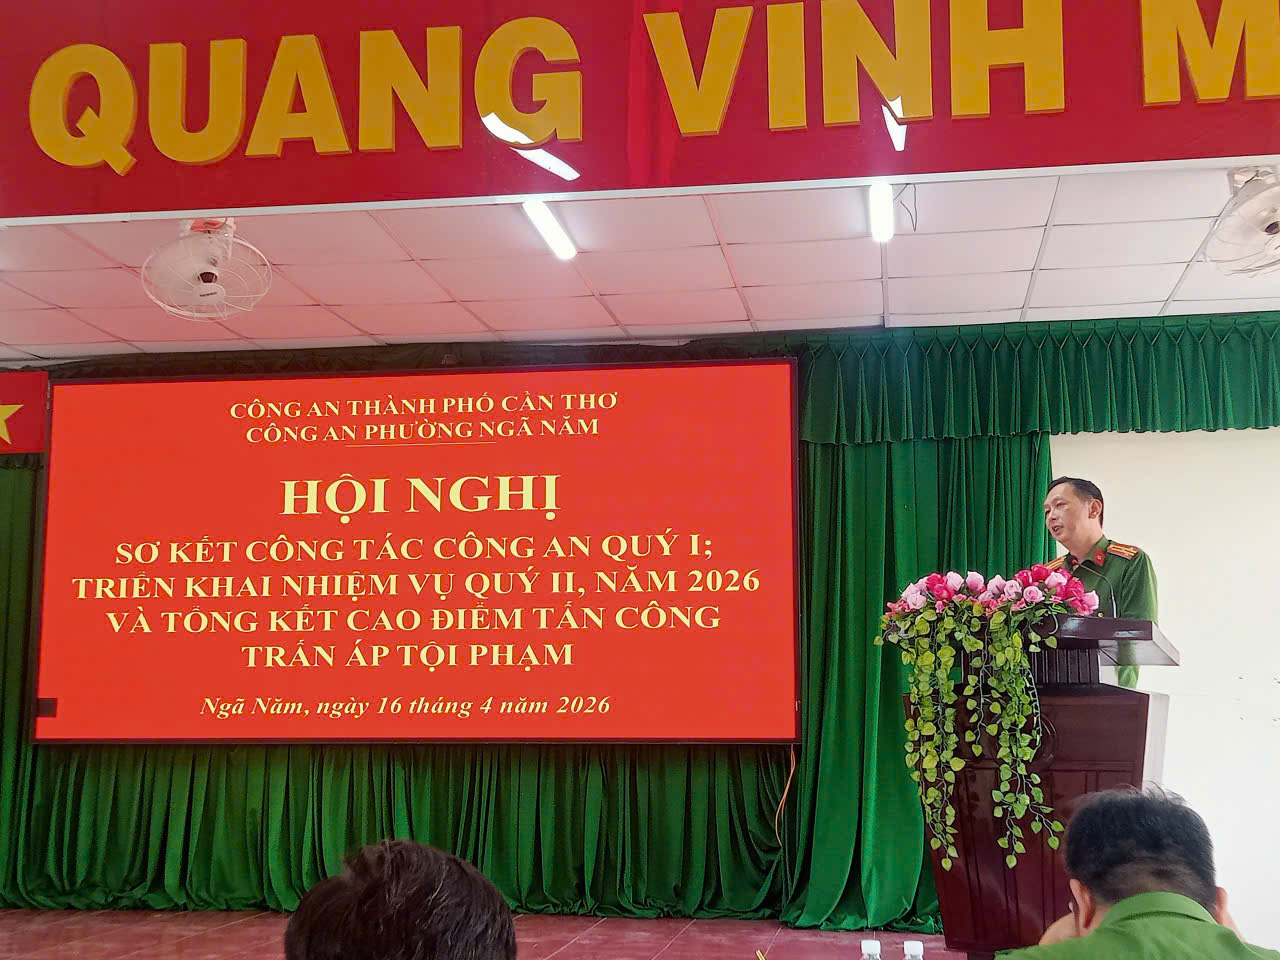 QUANG VINH M
CÔNG AN THÀNH PHỐ CẦN THƠ
CÔNG AN PHƯỜNG NGÃ NĂM
HỘI NGHỊ
SƠ KẾT CÔNG TÁC CÔNG AN QUÝ I;
TRIỂN KHAI NHIỆM VỤ QUÝ II, NĂM 2026
VÀ TỔNG KẾT CAO ĐIỂM TẤN CÔNG
TRẤN ÁP TỘI PHẠM
Ngã Năm, ngày 16 tháng 4 năm 2026